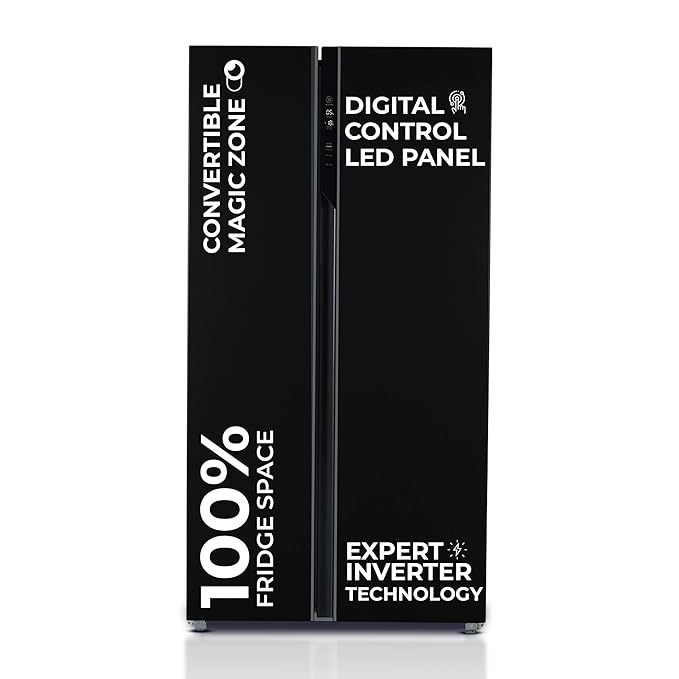 CONVERTIBLE
MAGIC ZONE
DIGITAL
CONTROL
LED PANEL
100%
FRIDGE SPACE
EXPERT
INVERTER
TECHNOLOGY